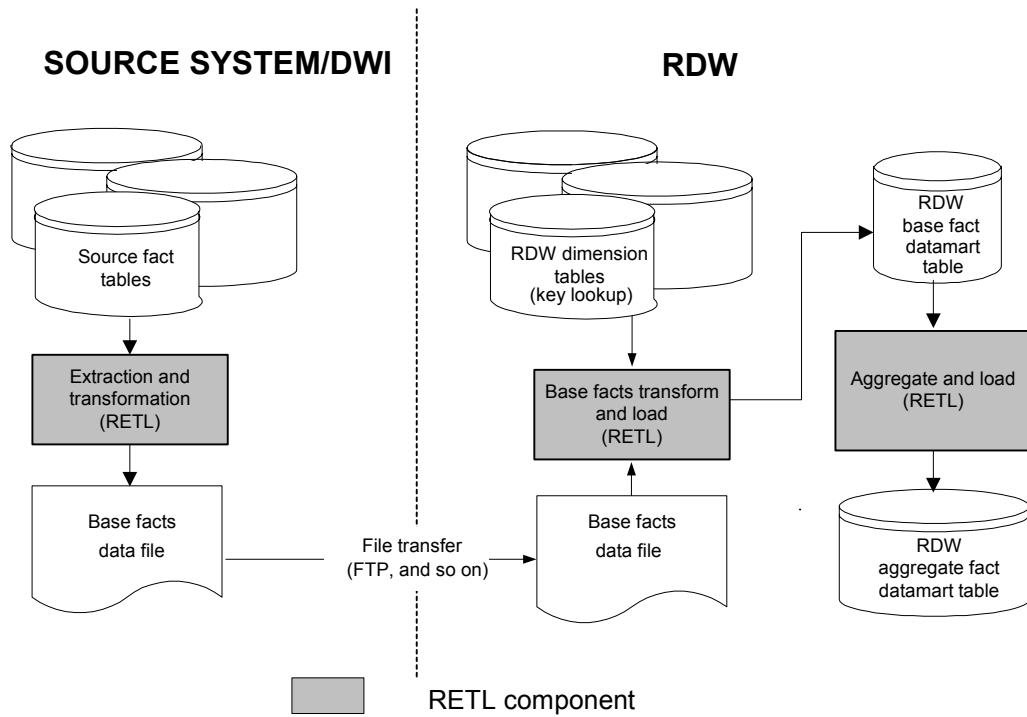 SOURCE SYSTEM/DWI
RDW
Source fact
tables
RDW dimension
tables
(key lookup)
RDW
base fact
datamart
table
Extraction and
transformation
(RETL)
Base facts transform
and load
(RETL)
Aggregate and load
(RETL)
Base facts
data file
File transfer
(FTP, and so on)
Base facts
data file
RDW
aggregate fact
datamart table
RETL component